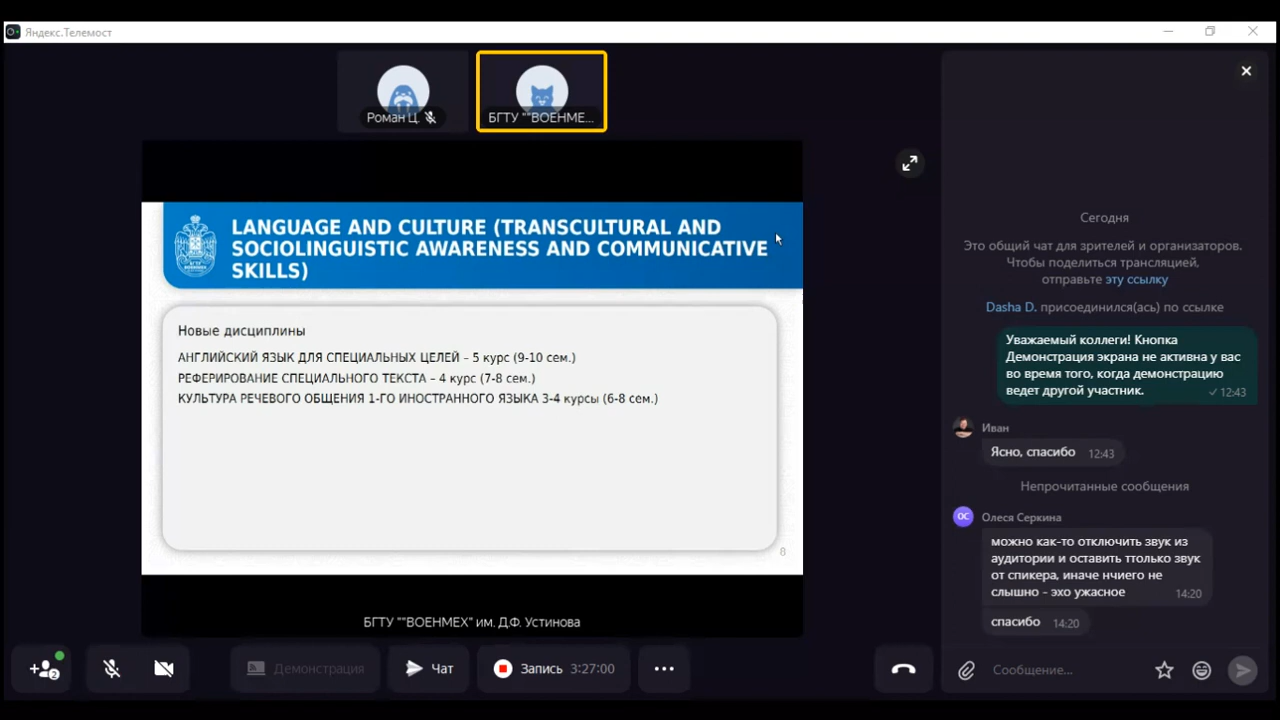 Яндекс.Телемост
Роман Ц.
БГТУ ""ВОЕНМЕ...
LANGUAGE AND CULTURE (TRANSCULTURAL AND
SOCIOLINGUISTIC AWARENESS AND COMMUNICATIVE
SKILLS)
Новые дисциплины
АНГЛИЙСКИЙ ЯЗЫК ДЛЯ СПЕЦИАЛЬНЫХ ЦЕЛЕЙ – 5 курс (9-10 сем.)
РЕФЕРИРОВАНИЕ СПЕЦИАЛЬНОГО ТЕКСТА – 4 курс (7-8 сем.)
КУЛЬТУРА РЕЧЕВОГО ОБЩЕНИЯ 1-ГО ИНОСТРАННОГО ЯЗЫКА 3-4 курсы (6-8 сем.)
8
БГТУ ""ВОЕНМЕХ" им. Д.Ф. Устинова
2
Демонстрация
Чат
Запись 3:27:00
Сегодня
Это общий чат для зрителей и организаторов.
Чтобы поделиться трансляцией,
отправьте эту ссылку
Dasha D. присоединился(ась) по ссылке
Уважаемый коллеги! Кнопка
Демонстрация экрана не активна у вас
во время того, когда демонстрацию
ведет другой участник.
12:43
Иван
Ясно, спасибо 12:43
Непрочитанные сообщения
ОС
Олеся Серкина
можно как-то отключить звук из
аудитории и оставить ттолько звук
от спикера, иначе нчиего не
слышно - эхо ужасное 14:20
спасибо 14:20
Сообщение...